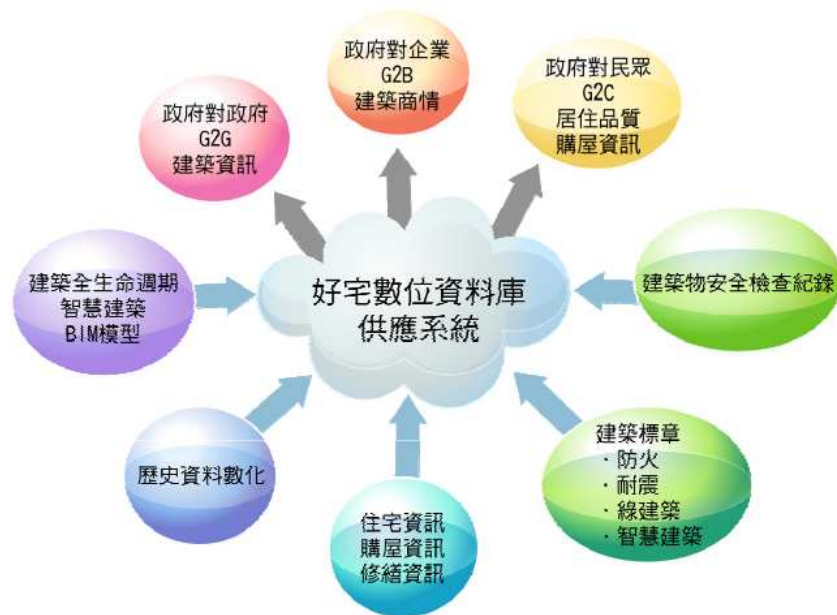 政府對企業
G2B
建築商情
政府對民眾
G2C
居住品質
購屋資訊
政府對政府
G2G
建築資訊
建築全生命週期
智慧建築
BIM模型
好宅數位資料庫
供應系統
建築物安全檢查紀錄
歷史資料數化
住宅資訊
購屋資訊
修繕資訊
建築標章
·防火
·耐震
·綠建築
·智慧建築